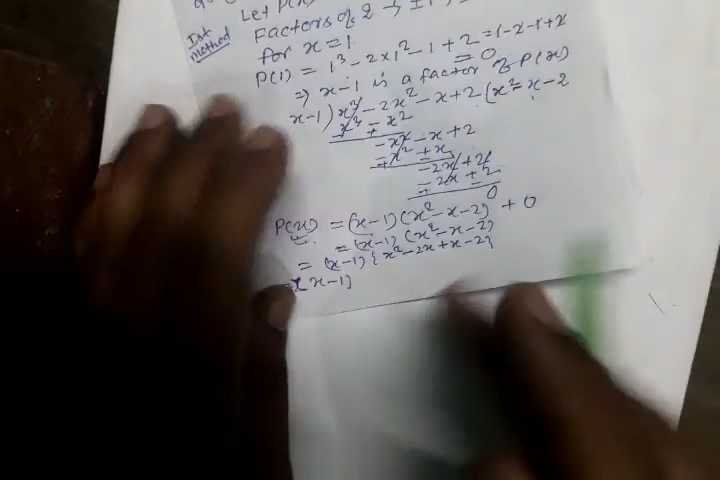 Let P(x)
Ist method
Factors of 2 → ±1,
for x=1
P(1) = 1³ - 2×1² - 1 + 2 = 1-2-1+2
= 0
⇒ x-1 is a factor of P(x)
x-1) x³ - 2x² - x + 2 (x² - x - 2
x³ + x²
-x² - x + 2
- x² + x
-2x + 2
- 2x + 2
0
P(x) = (x-1) (x² - x - 2) + 0
= (x-1) (x² - x - 2)
= (x-1) {x² - 2x + x - 2}
= (x-1)